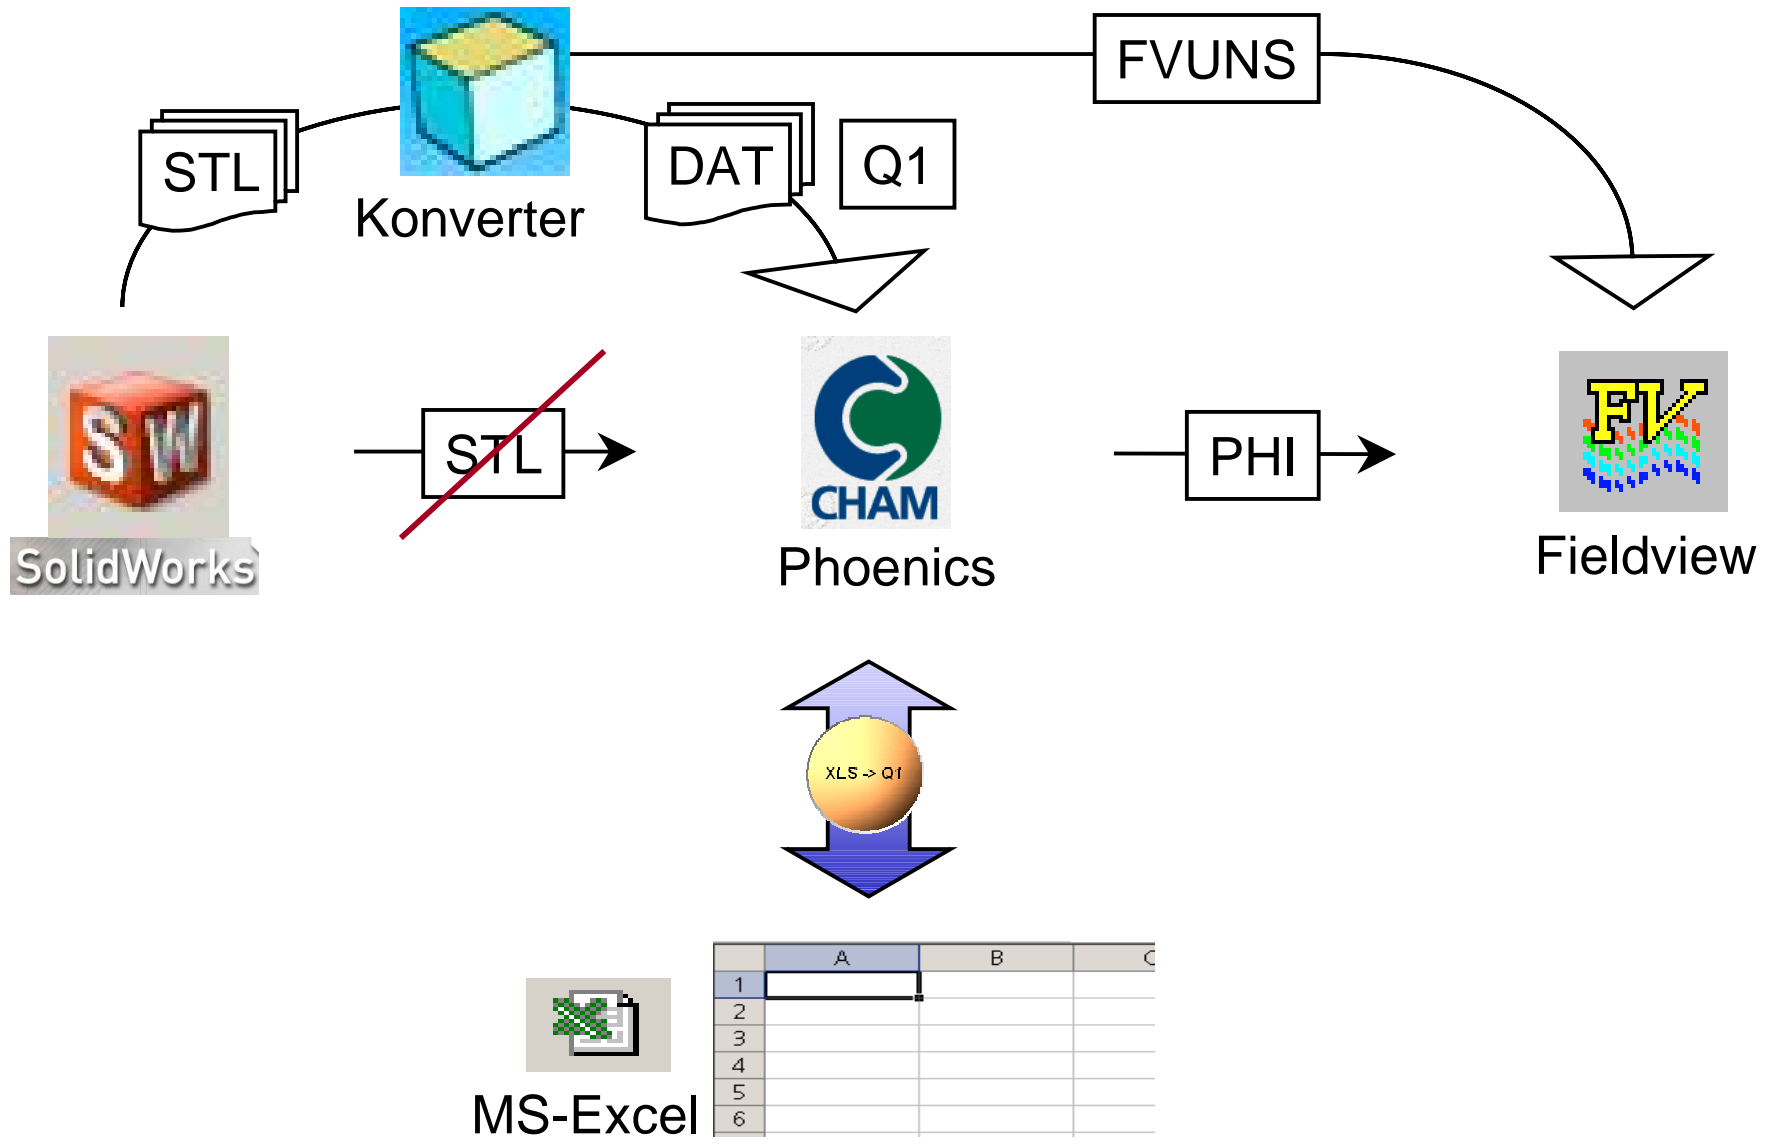 FVUNS
STL
DAT
Q1
Konverter
SW
STL
CHAM
PHI
FV
SolidWorks
Phoenics
Fieldview
XLS -> Q1
A B C
1
2
3
4
5
6
MS-Excel